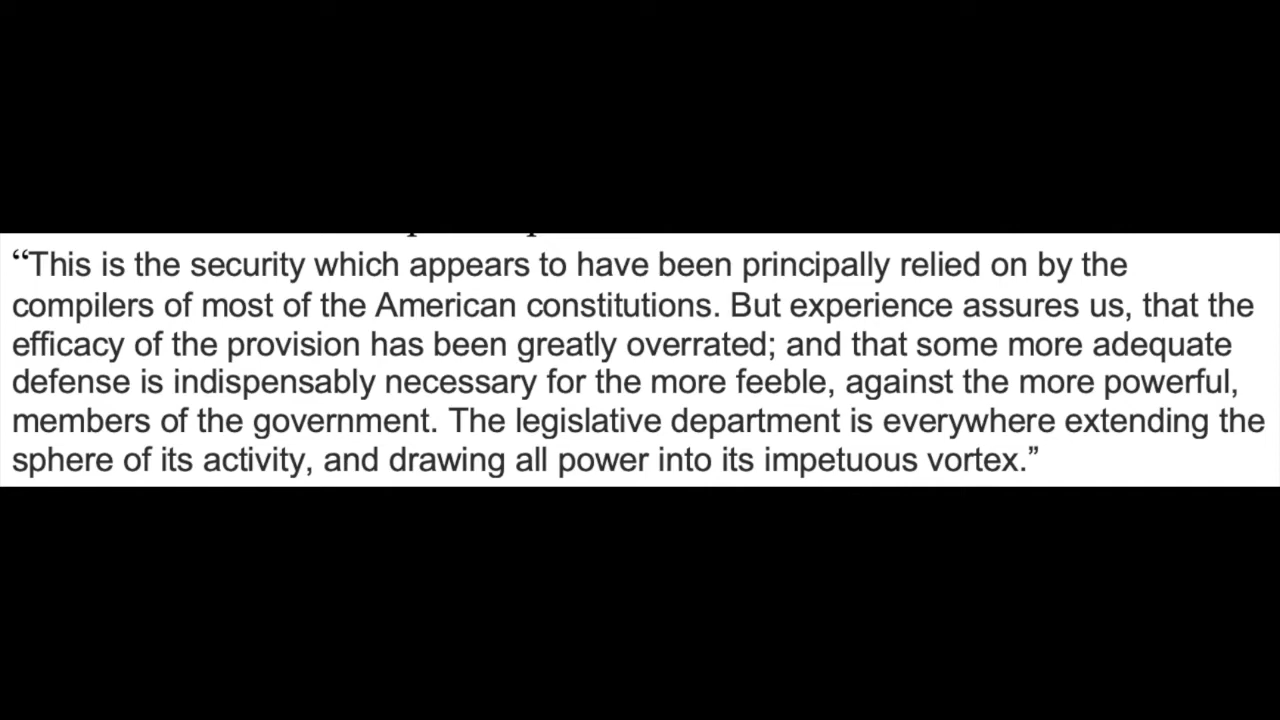 “This is the security which appears to have been principally relied on by the
compilers of most of the American constitutions. But experience assures us, that the
efficacy of the provision has been greatly overrated; and that some more adequate
defense is indispensably necessary for the more feeble, against the more powerful,
members of the government. The legislative department is everywhere extending the
sphere of its activity, and drawing all power into its impetuous vortex.”